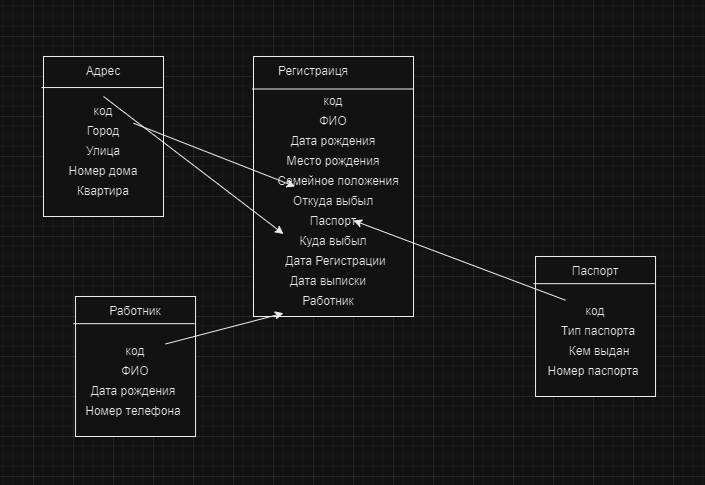 Адрес
код
Город
Улица
Номер дома
Квартира
Регистраиця
код
ФИО
Дата рождения
Место рождения
Семейное положения
Откуда выбыл
Паспорт
Куда выбыл
Дата Регистрации
Дата выписки
Работник
Работник
код
ФИО
Дата рождения
Номер телефона
Паспорт
код
Тип паспорта
Кем выдан
Номер паспорта